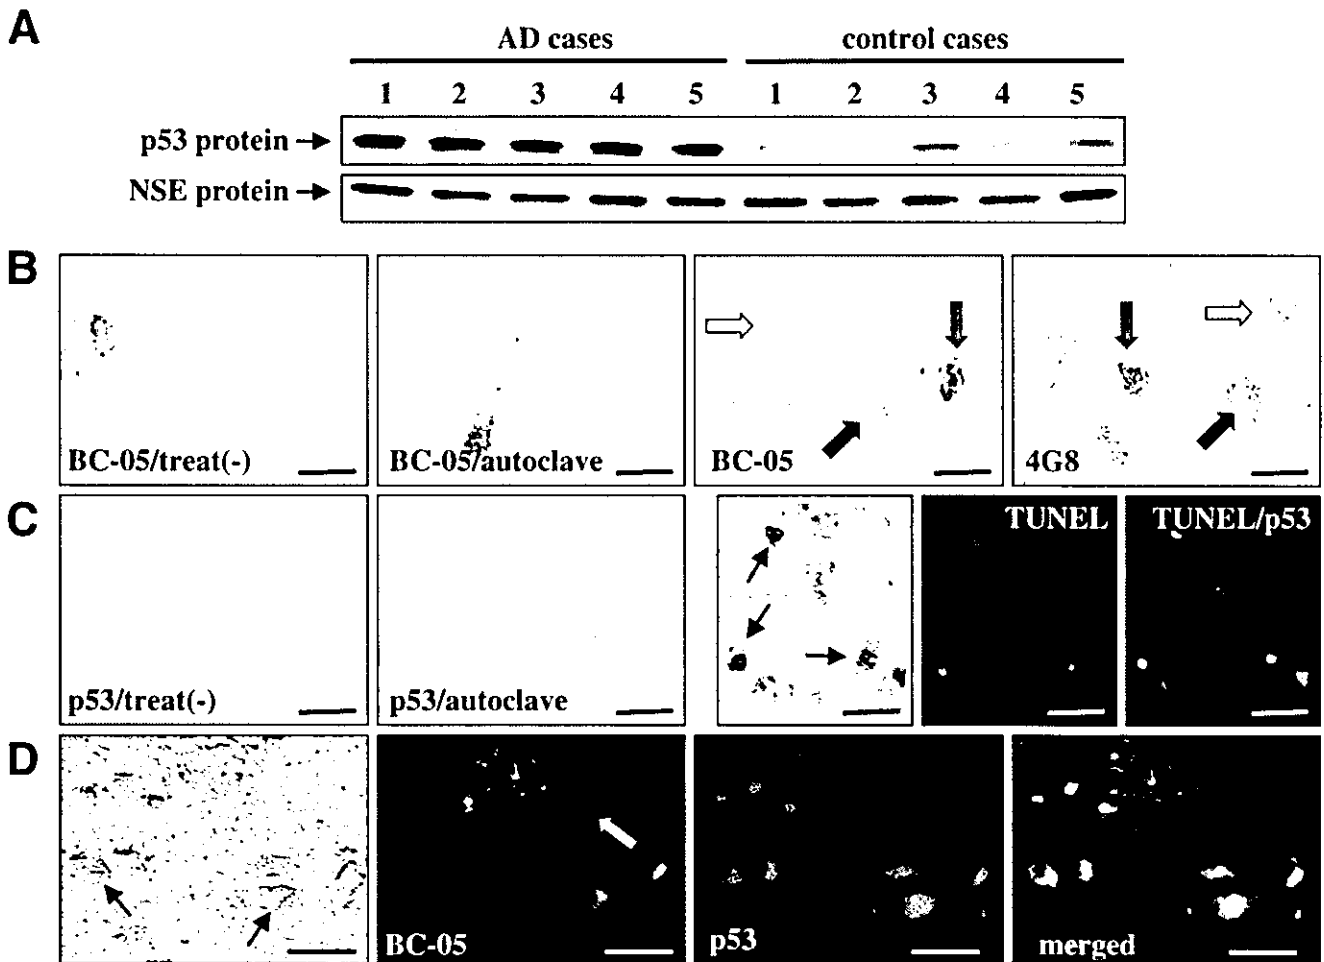 A
AD cases control cases
1 2 3 4 5 1 2 3 4 5
p53 protein
NSE protein
B
BC-05/treat(-) BC-05/autoclave BC-05 4G8
C
TUNEL TUNEL/p53
p53/treat(-) p53/autoclave
D
BC-05 p53 merged